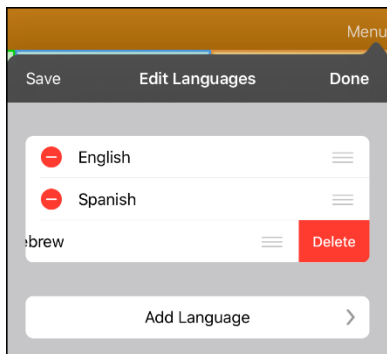 Menu
Save Edit Languages Done
English
Spanish
ebrew Delete
Add Language